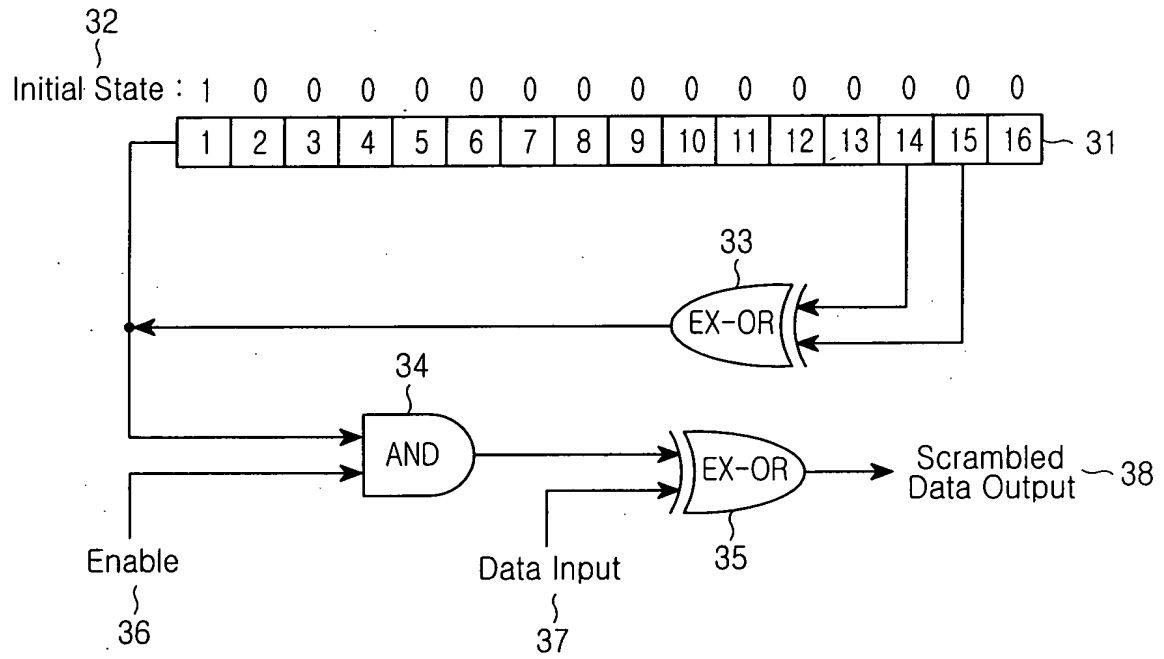 32
Initial State : 1 0 0 0 0 0 0 0 0 0 0 0 0 0 0 0
1 2 3 4 5 6 7 8 9 10 11 12 13 14 15 16
31
33
EX-OR
34
AND
EX-OR
35
Scrambled
Data Output
38
Enable
36
Data Input
37